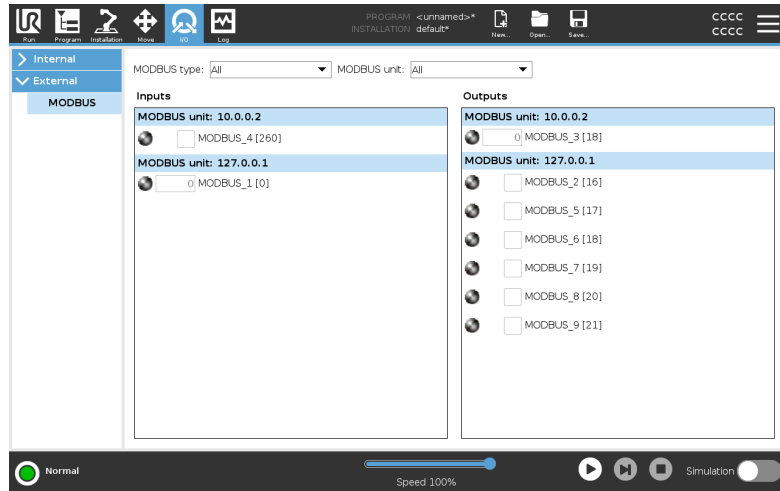 UR
PROGRAM <unnamed>*
INSTALLATION default*
CCCC
CCCC
Run Program Installation Move I/O Log New... Open... Save...
Internal
External
MODBUS
MODBUS type: All MODBUS unit: All
Inputs
MODBUS unit: 10.0.0.2
MODBUS_4 [260]
MODBUS unit: 127.0.0.1
0 MODBUS_1 [0]
Outputs
MODBUS unit: 10.0.0.2
0 MODBUS_3 [18]
MODBUS unit: 127.0.0.1
MODBUS_2 [16]
MODBUS_5 [17]
MODBUS_6 [18]
MODBUS_7 [19]
MODBUS_8 [20]
MODBUS_9 [21]
Normal
Speed 100%
Simulation